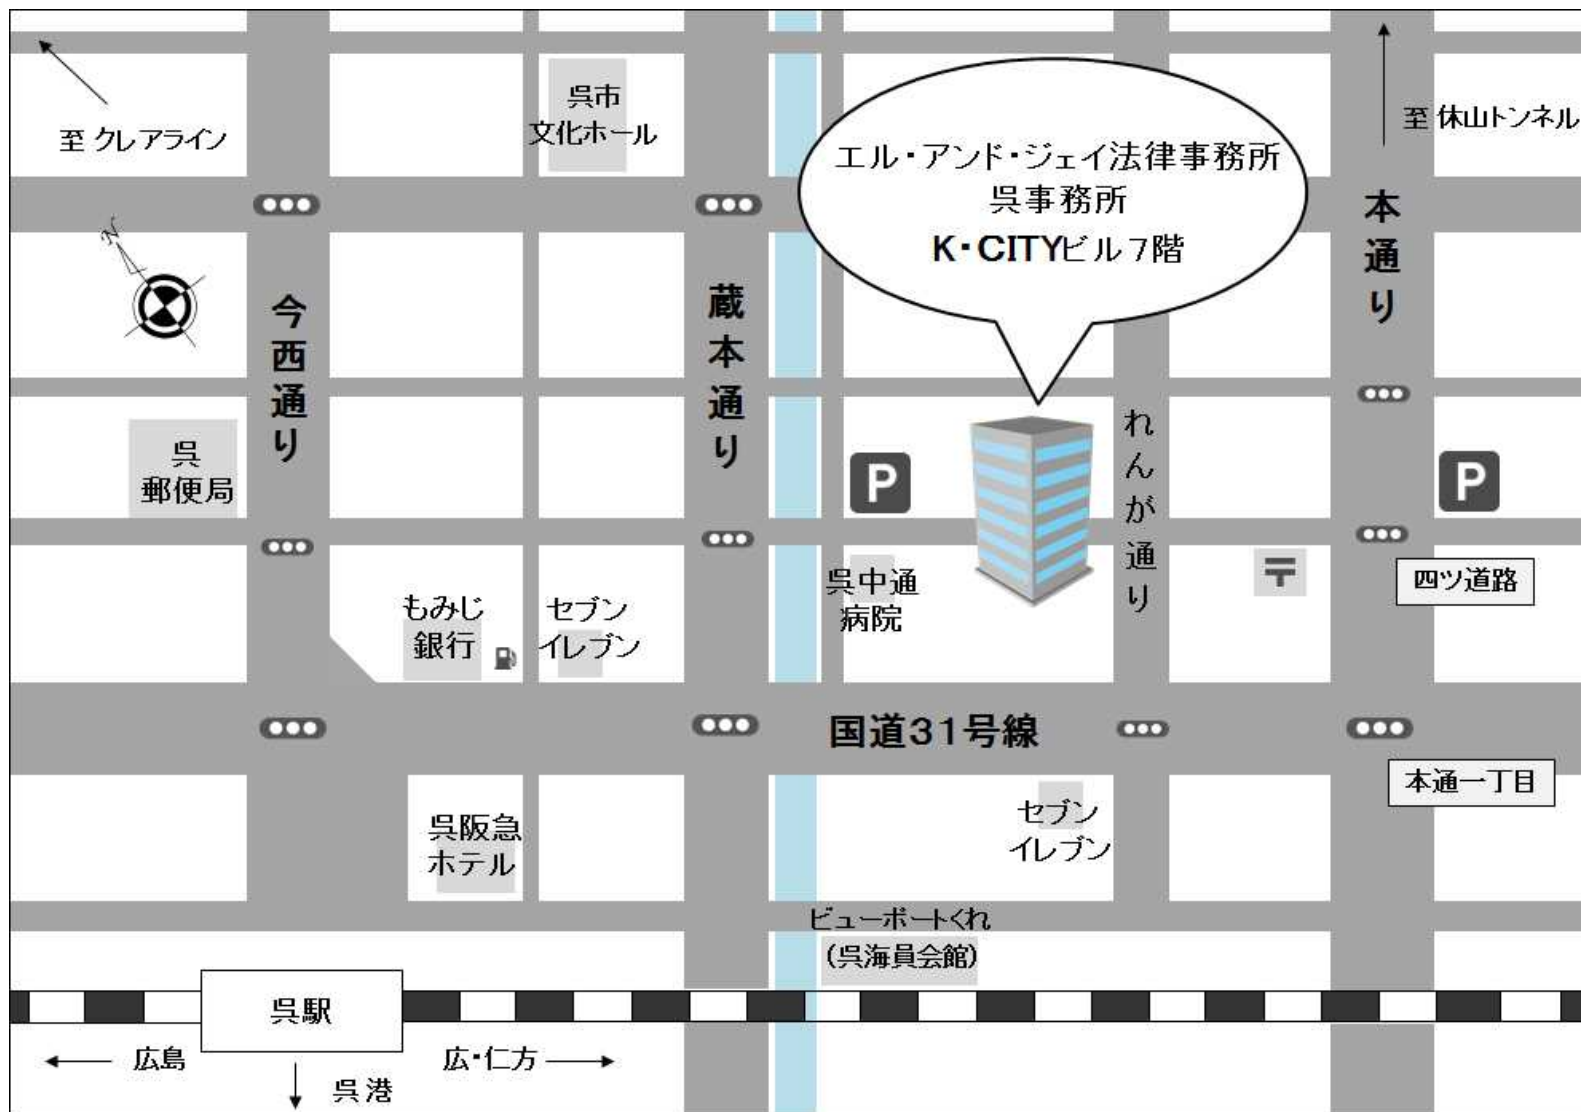 至 クレアライン
呉市
文化ホール
エル・アンド・ジェイ法律事務所
呉事務所
K・CITYビル7階
至 休山トンネル
N
本通り
今西通り
蔵本通り
れんが通り
呉
郵便局
P
P
もみじ
銀行
セブン
イレブン
呉中通
病院
〒
四ツ道路
国道31号線
本通一丁目
呉阪急
ホテル
セブン
イレブン
ビューポートくれ
(呉海員会館)
呉駅
広島
広・仁方
呉港